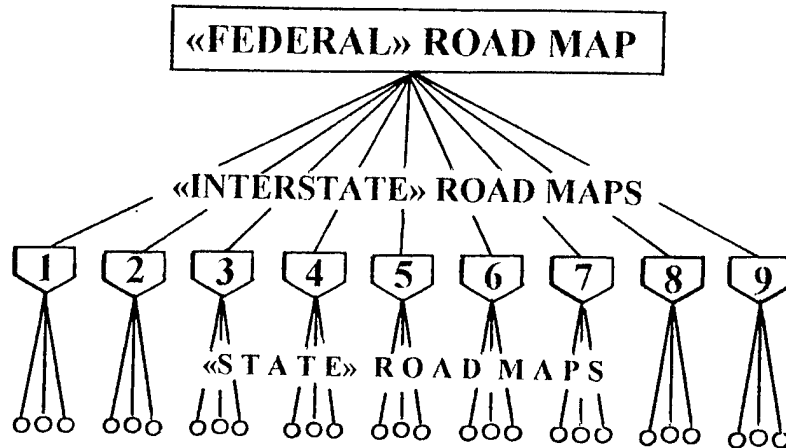 «FEDERAL» ROAD MAP
«INTERSTATE» ROAD MAPS
1 2 3 4 5 6 7 8 9
«STATE» ROAD MAPS